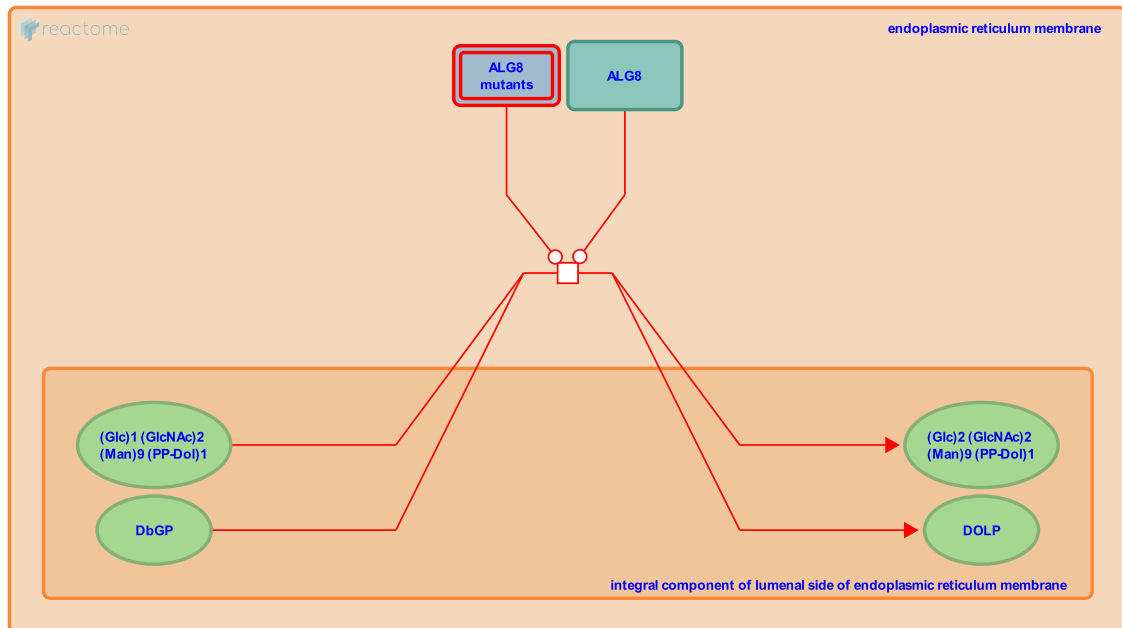 reactome
endoplasmic reticulum membrane
ALG8
mutants
ALG8
(Glc)1 (GlcNAc)2
(Man)9 (PP-Dol)1
(Glc)2 (GlcNAc)2
(Man)9 (PP-Dol)1
DbGP
DOLP
integral component of lumenal side of endoplasmic reticulum membrane